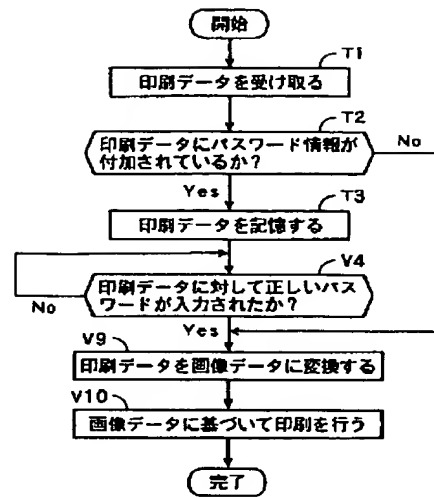 開始
T1
印刷データを受け取る
T2
印刷データにパスワード情報が
付加されているか?
No
Yes
T3
印刷データを記憶する
V4
印刷データに対して正しいパス
ワードが入力されたか?
No
Yes
V9
印刷データを画像データに変換する
V10
画像データに基づいて印刷を行う
完了